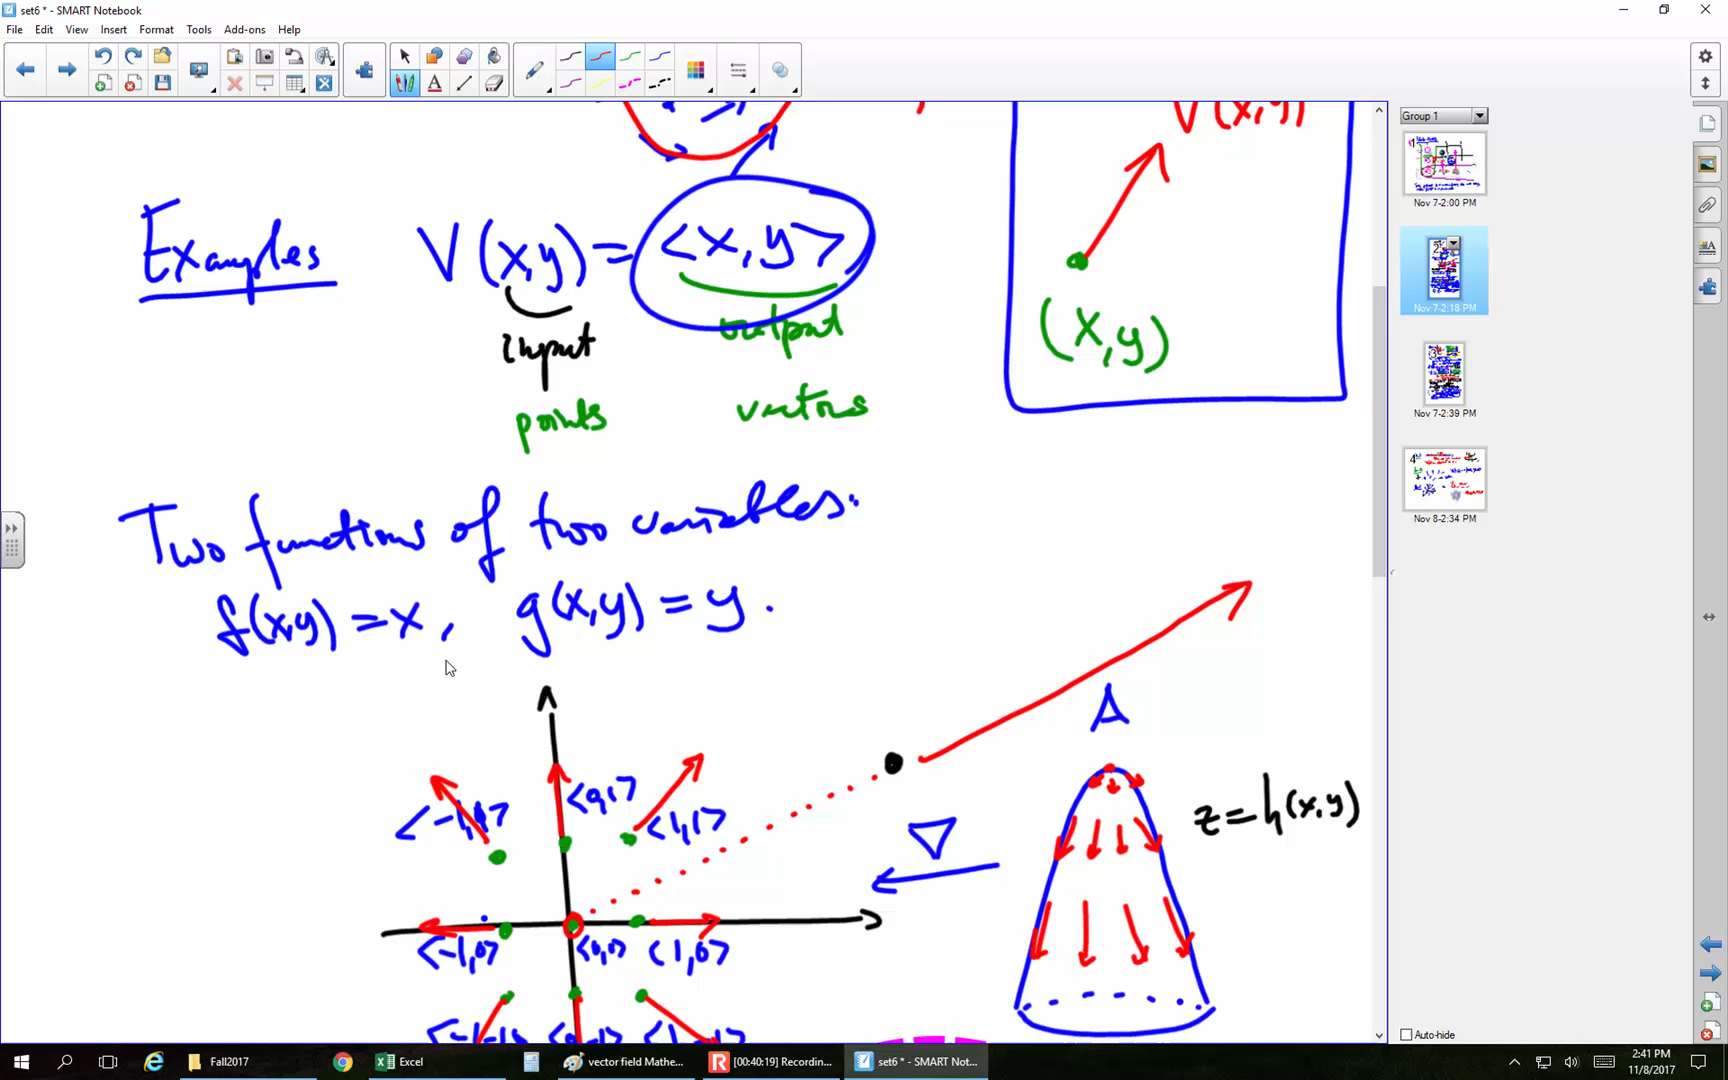 set6 * - SMART Notebook
File Edit View Insert Format Tools Add-ons Help
Group 1
Nov 7-2:00 PM
Nov 7-2:18 PM
Nov 7-2:39 PM
Nov 8-2:34 PM
V(x,y)
Examples V(x,y) = <x,y>
input output
points vectors
(x,y)
Two functions of two variables:
f(x,y) = x, g(x,y) = y.
<-1,1> <0,1> <1,1>
∇
z = h(x,y)
<-1,0> <0,0> <1,0>
Auto-hide
Fall2017
Excel
vector field Mathe...
[00:40:19] Recordin...
set6 * - SMART Not...
2:41 PM
11/8/2017